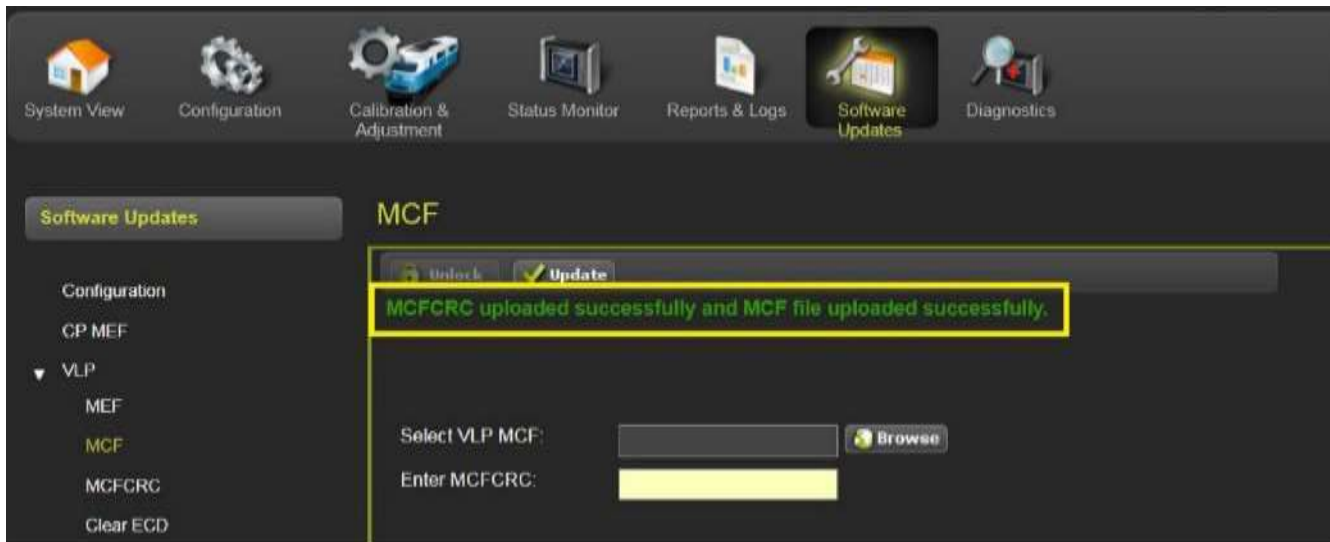 System View
Configuration
Calibration &
Adjustment
Status Monitor
Reports & Logs
Software
Updates
Diagnostics
Software Updates
MCF
Unlock
Update
MCFCRC uploaded successfully and MCF file uploaded successfully.
Configuration
CP MEF
VLP
MEF
MCF
MCFCRC
Clear ECD
Select VLP MCF:
Browse
Enter MCFCRC: